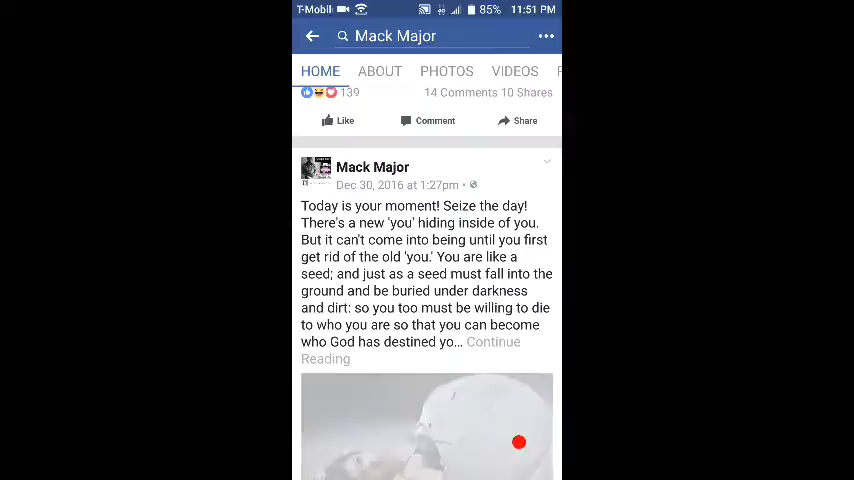 T-Mobil 85% 11:51 PM
Mack Major
HOME ABOUT PHOTOS VIDEOS
139 14 Comments 10 Shares
Like Comment Share
Mack Major
Dec 30, 2016 at 1:27pm •
Today is your moment! Seize the day!
There's a new 'you' hiding inside of you.
But it can't come into being until you first
get rid of the old 'you.' You are like a
seed; and just as a seed must fall into the
ground and be buried under darkness
and dirt: so you too must be willing to die
to who you are so that you can become
who God has destined yo... Continue
Reading